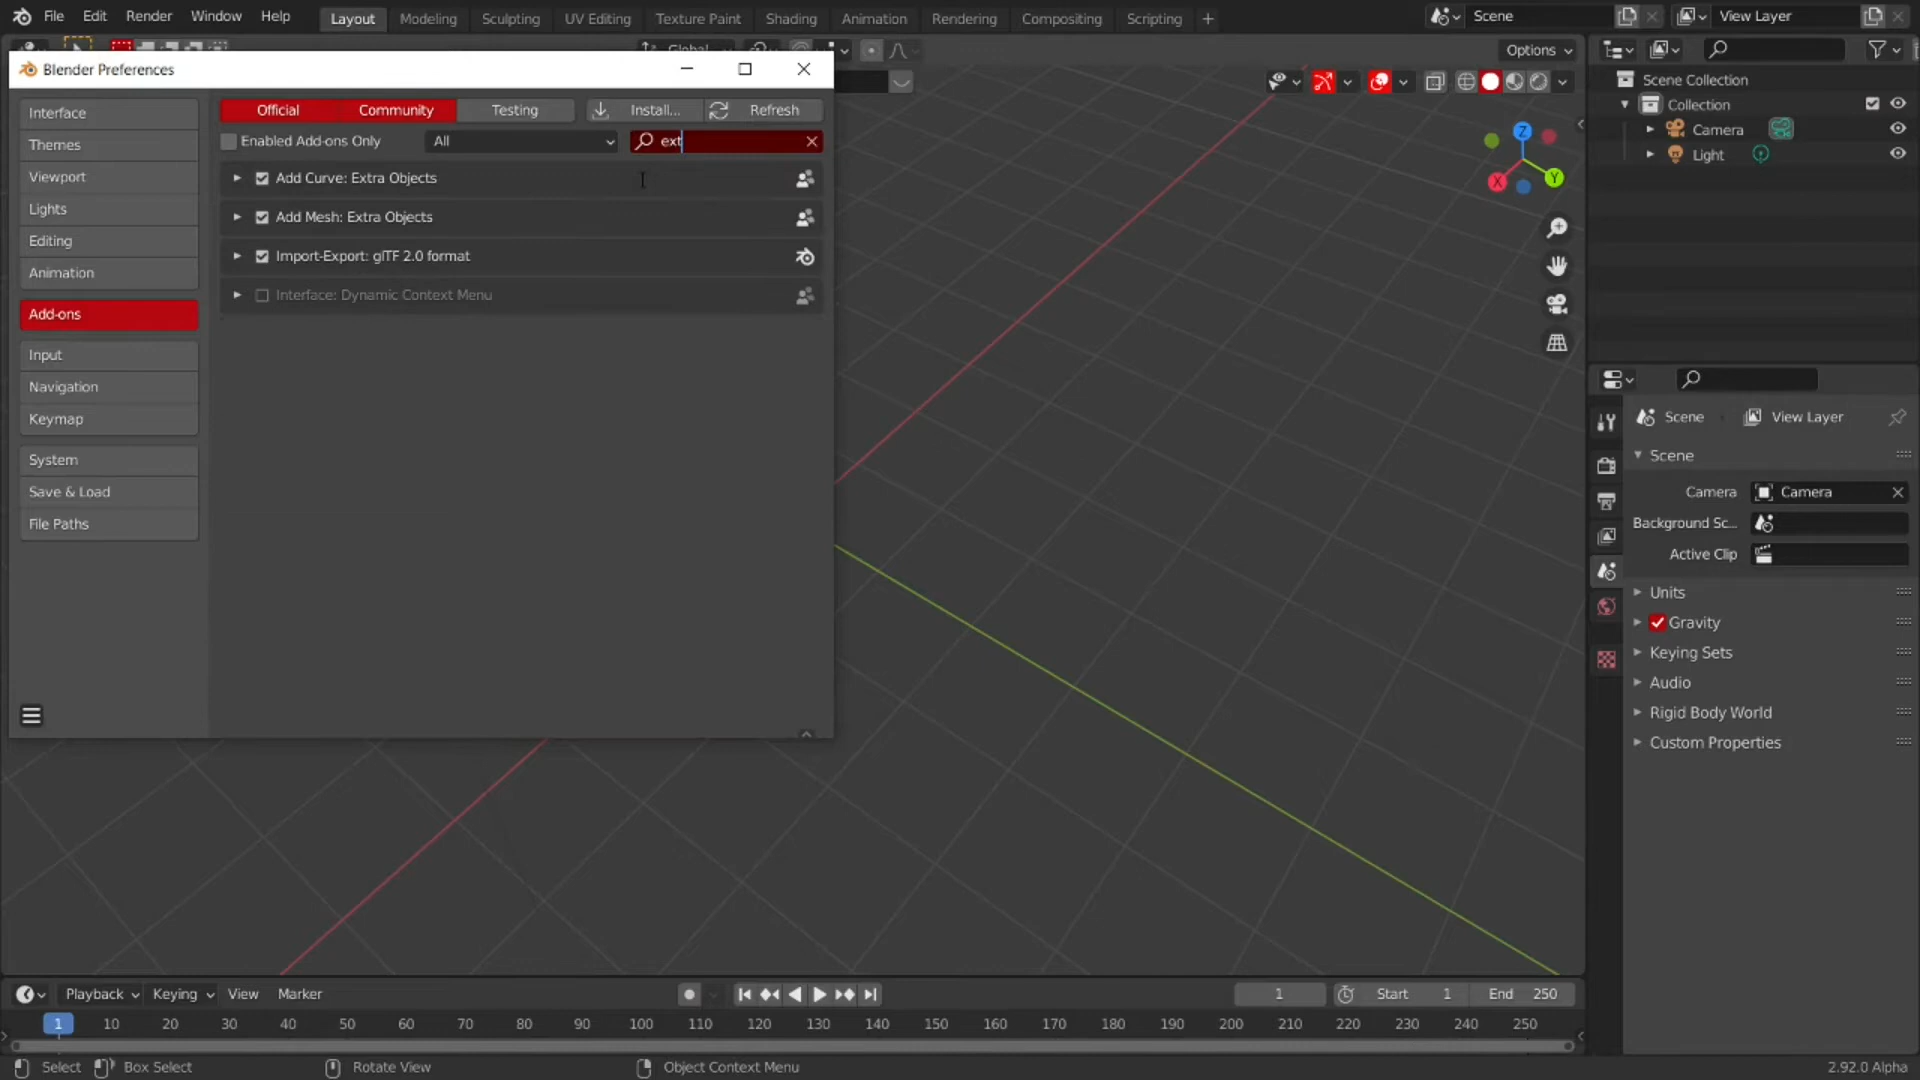 File Edit Render Window Help Layout Modeling Sculpting UV Editing Texture Paint Shading Animation Rendering Compositing Scripting + Scene View Layer
Global Options
Blender Preferences
Interface
Themes
Viewport
Lights
Editing
Animation
Add-ons
Input
Navigation
Keymap
System
Save & Load
File Paths
Official Community Testing Install... Refresh
Enabled Add-ons Only All ext
Add Curve: Extra Objects
Add Mesh: Extra Objects
Import-Export: glTF 2.0 format
Interface: Dynamic Context Menu
Z
X Y
Scene Collection
Collection
Camera
Light
Scene View Layer
Scene
Camera Camera
Background Sc...
Active Clip
Units
Gravity
Keying Sets
Audio
Rigid Body World
Custom Properties
Playback Keying View Marker 1 Start 1 End 250
1 10 20 30 40 50 60 70 80 90 100 110 120 130 140 150 160 170 180 190 200 210 220 230 240 250
Select Box Select Rotate View Object Context Menu 2.92.0 Alpha